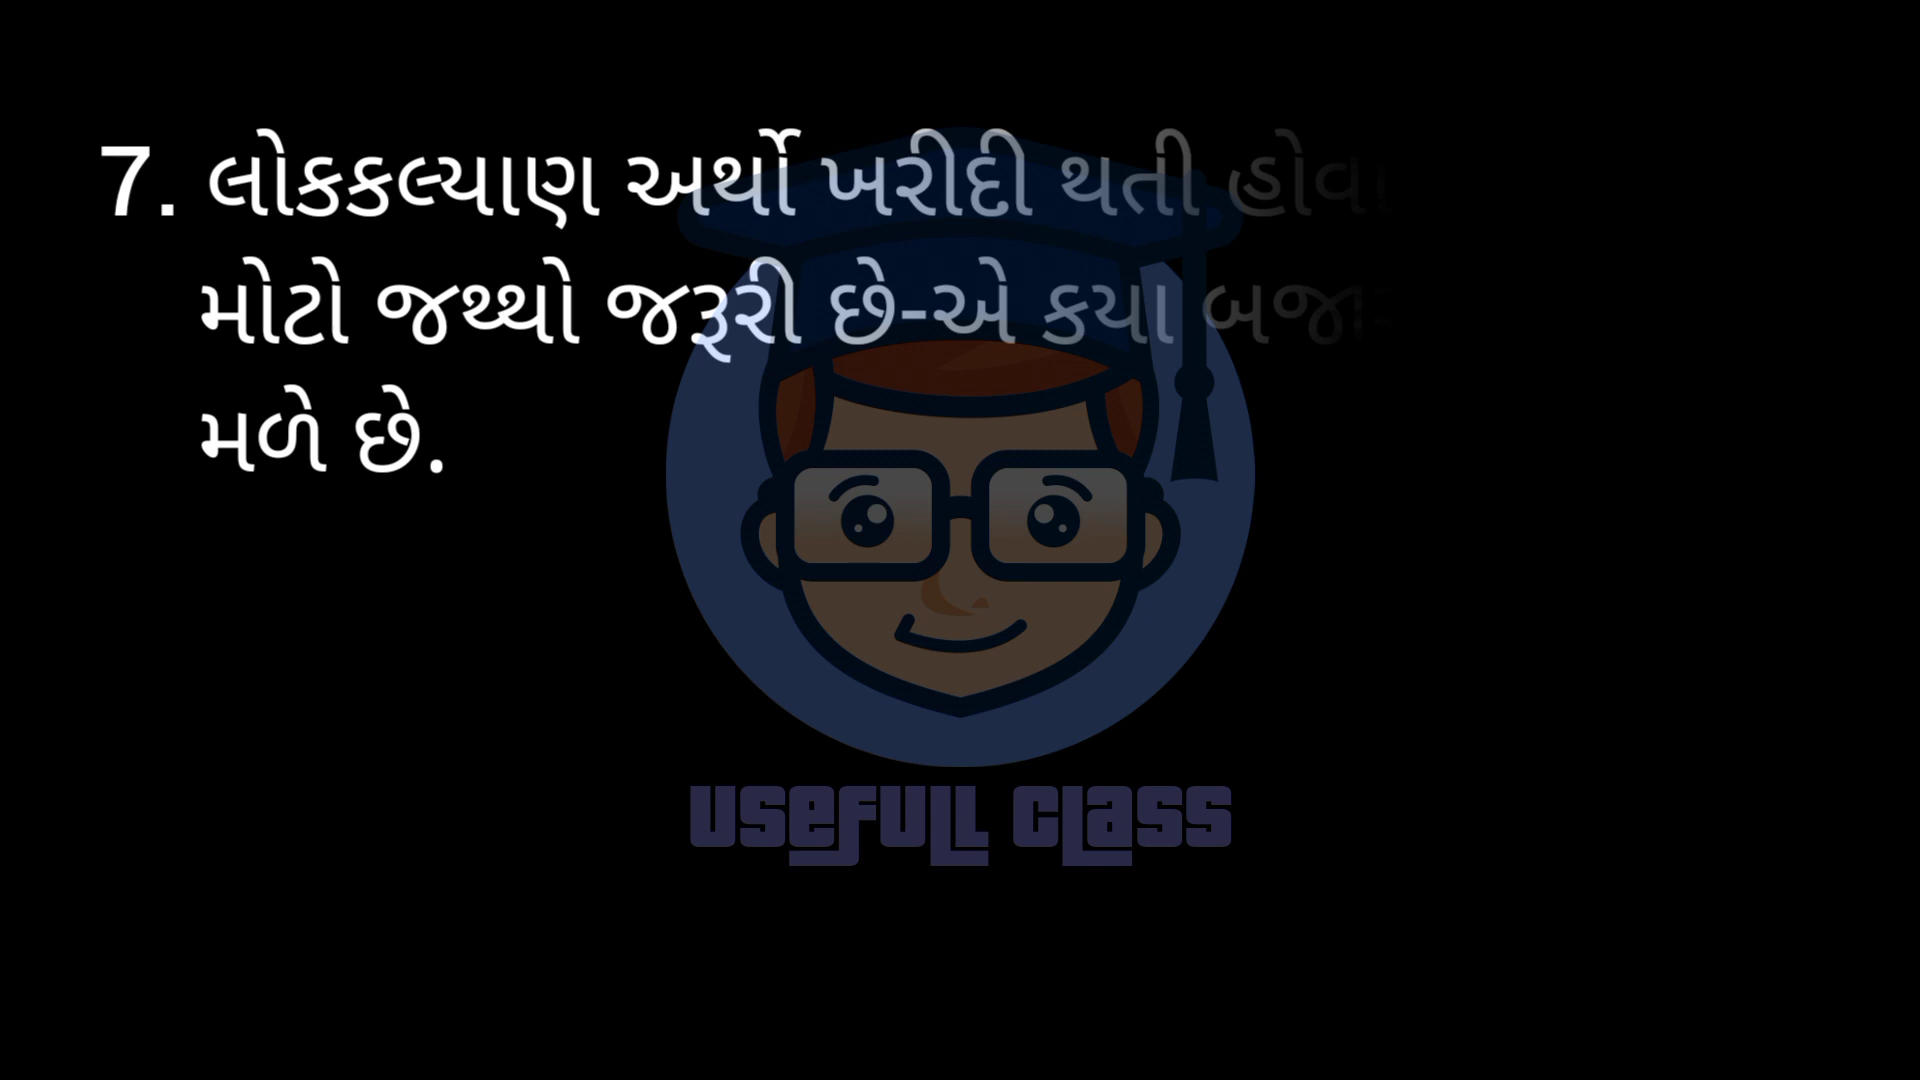 7. લોકકલ્યાણ અર્થો ખરીદી થતી
મોટો જથ્થો જરૂરી છે-એ કયા
મળે છે.
USEFULL CLASS